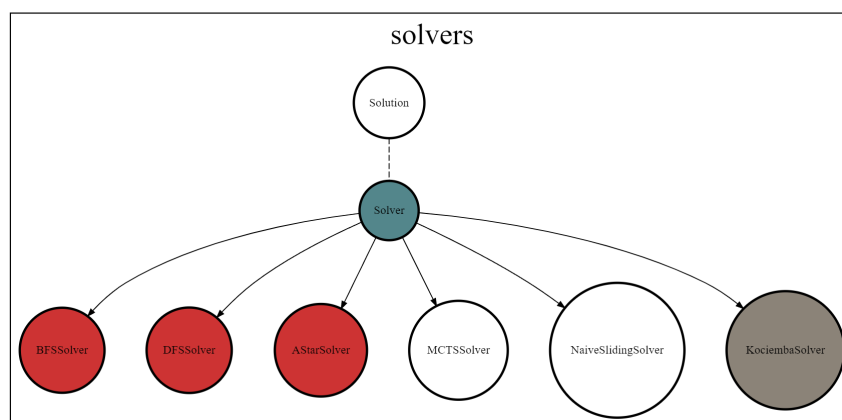 solvers
Solution
Solver
BFSSolver
DFSSolver
AStarSolver
MCTSSolver
NaiveSlidingSolver
KociembaSolver